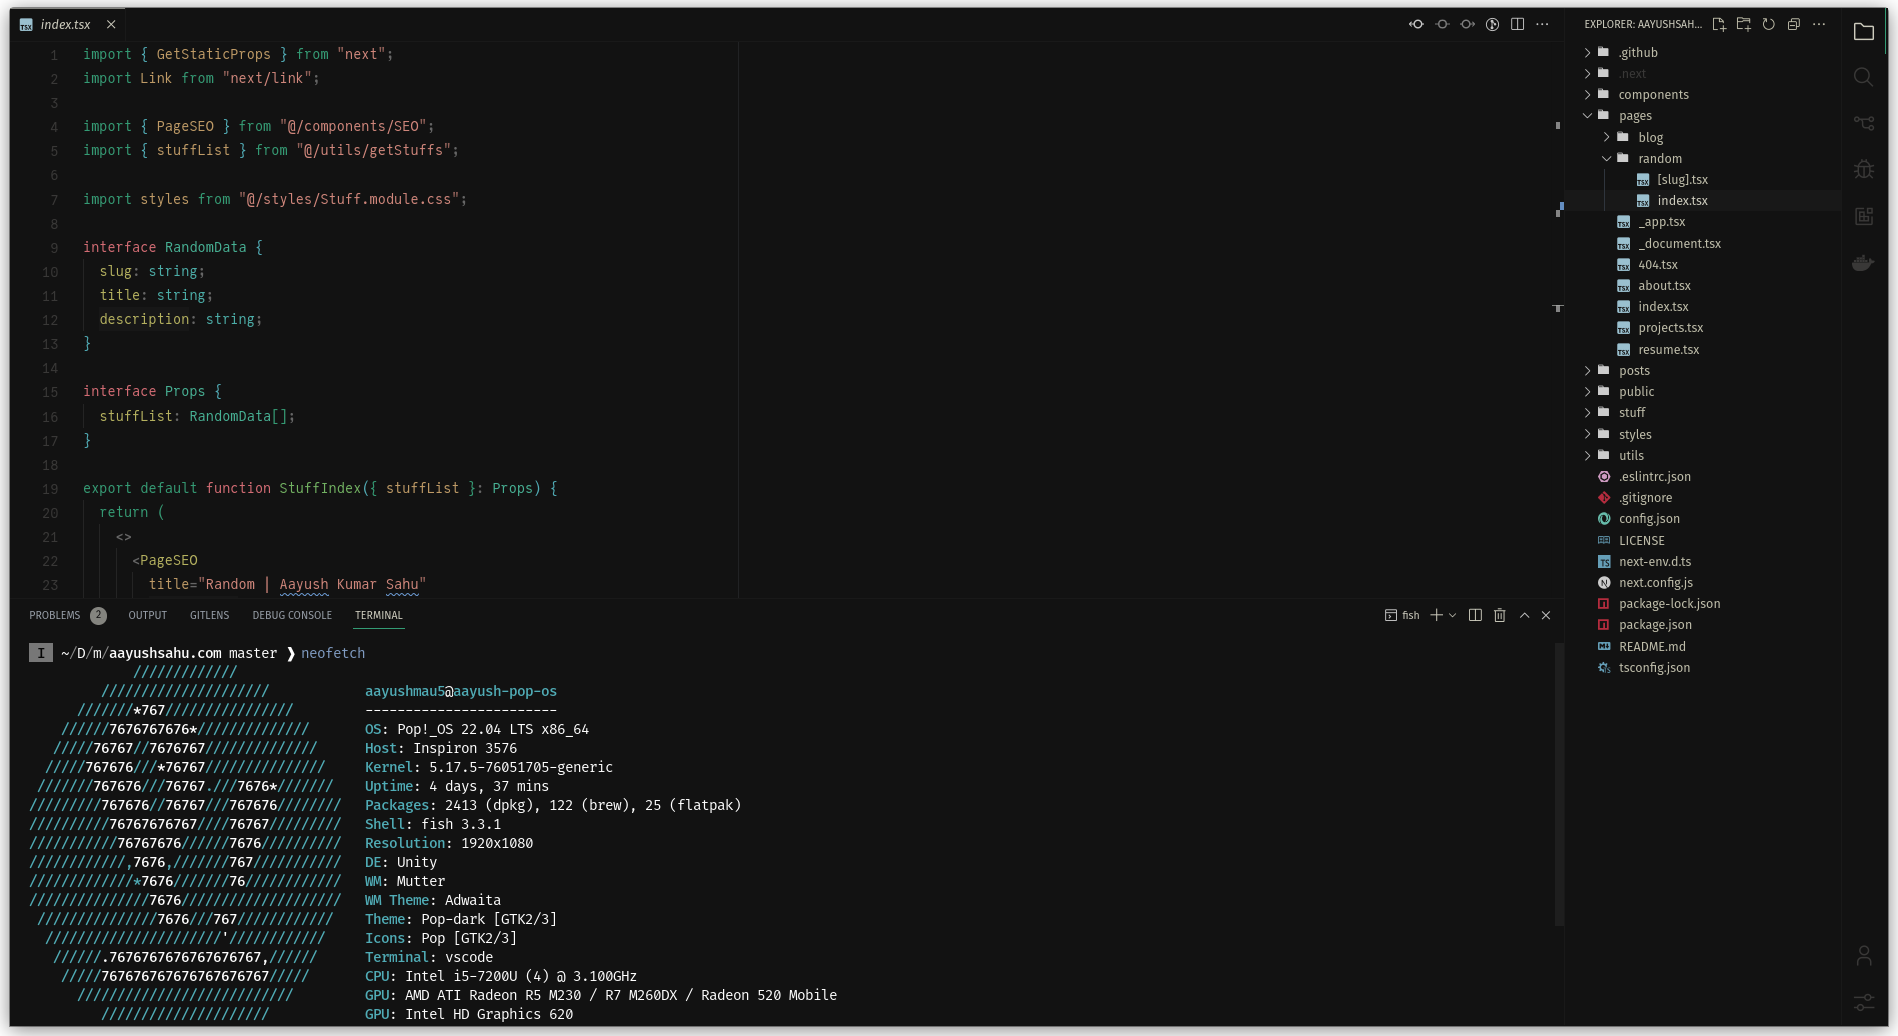 index.tsx
1 import { GetStaticProps } from "next";
2 import Link from "next/link";
3
4 import { PageSEO } from "@/components/SEO";
5 import { stuffList } from "@/utils/getStuffs";
6
7 import styles from "@/styles/Stuff.module.css";
8
9 interface RandomData {
10 slug: string;
11 title: string;
12 description: string;
13 }
14
15 interface Props {
16 stuffList: RandomData[];
17 }
18
19 export default function StuffIndex({ stuffList }: Props) {
20 return (
21 <>
22 <PageSEO
23 title="Random | Aayush Kumar Sahu"
PROBLEMS 2 OUTPUT GITLENS DEBUG CONSOLE TERMINAL
fish
I ~/D/m/aayushsahu.com master ❯ neofetch
/////////////
/////////////////////
///////*767////////////////
//////7676767676*//////////////
/////76767//7676767//////////////
/////767676///*76767///////////////
///////767676///76767.///7676*///////
/////////767676//76767///767676////////
//////////76767676767////76767/////////
///////////76767676//////7676//////////
////////////,7676,///////767///////////
/////////////*7676///////76////////////
///////////////7676////////////////////
///////////////7676///767////////////
//////////////////////'////////////
//////.7676767676767676767,//////
/////767676767676767676767/////
///////////////////////////
/////////////////////
aayushmau5@aayush-pop-os
------------------------
OS: Pop!_OS 22.04 LTS x86_64
Host: Inspiron 3576
Kernel: 5.17.5-76051705-generic
Uptime: 4 days, 37 mins
Packages: 2413 (dpkg), 122 (brew), 25 (flatpak)
Shell: fish 3.3.1
Resolution: 1920x1080
DE: Unity
WM: Mutter
WM Theme: Adwaita
Theme: Pop-dark [GTK2/3]
Icons: Pop [GTK2/3]
Terminal: vscode
CPU: Intel i5-7200U (4) @ 3.100GHz
GPU: AMD ATI Radeon R5 M230 / R7 M260DX / Radeon 520 Mobile
GPU: Intel HD Graphics 620
EXPLORER: AAYUSHSAH...
.github
.next
components
pages
blog
random
[slug].tsx
index.tsx
_app.tsx
_document.tsx
404.tsx
about.tsx
index.tsx
projects.tsx
resume.tsx
posts
public
stuff
styles
utils
.eslintrc.json
.gitignore
config.json
LICENSE
next-env.d.ts
next.config.js
package-lock.json
package.json
README.md
tsconfig.json